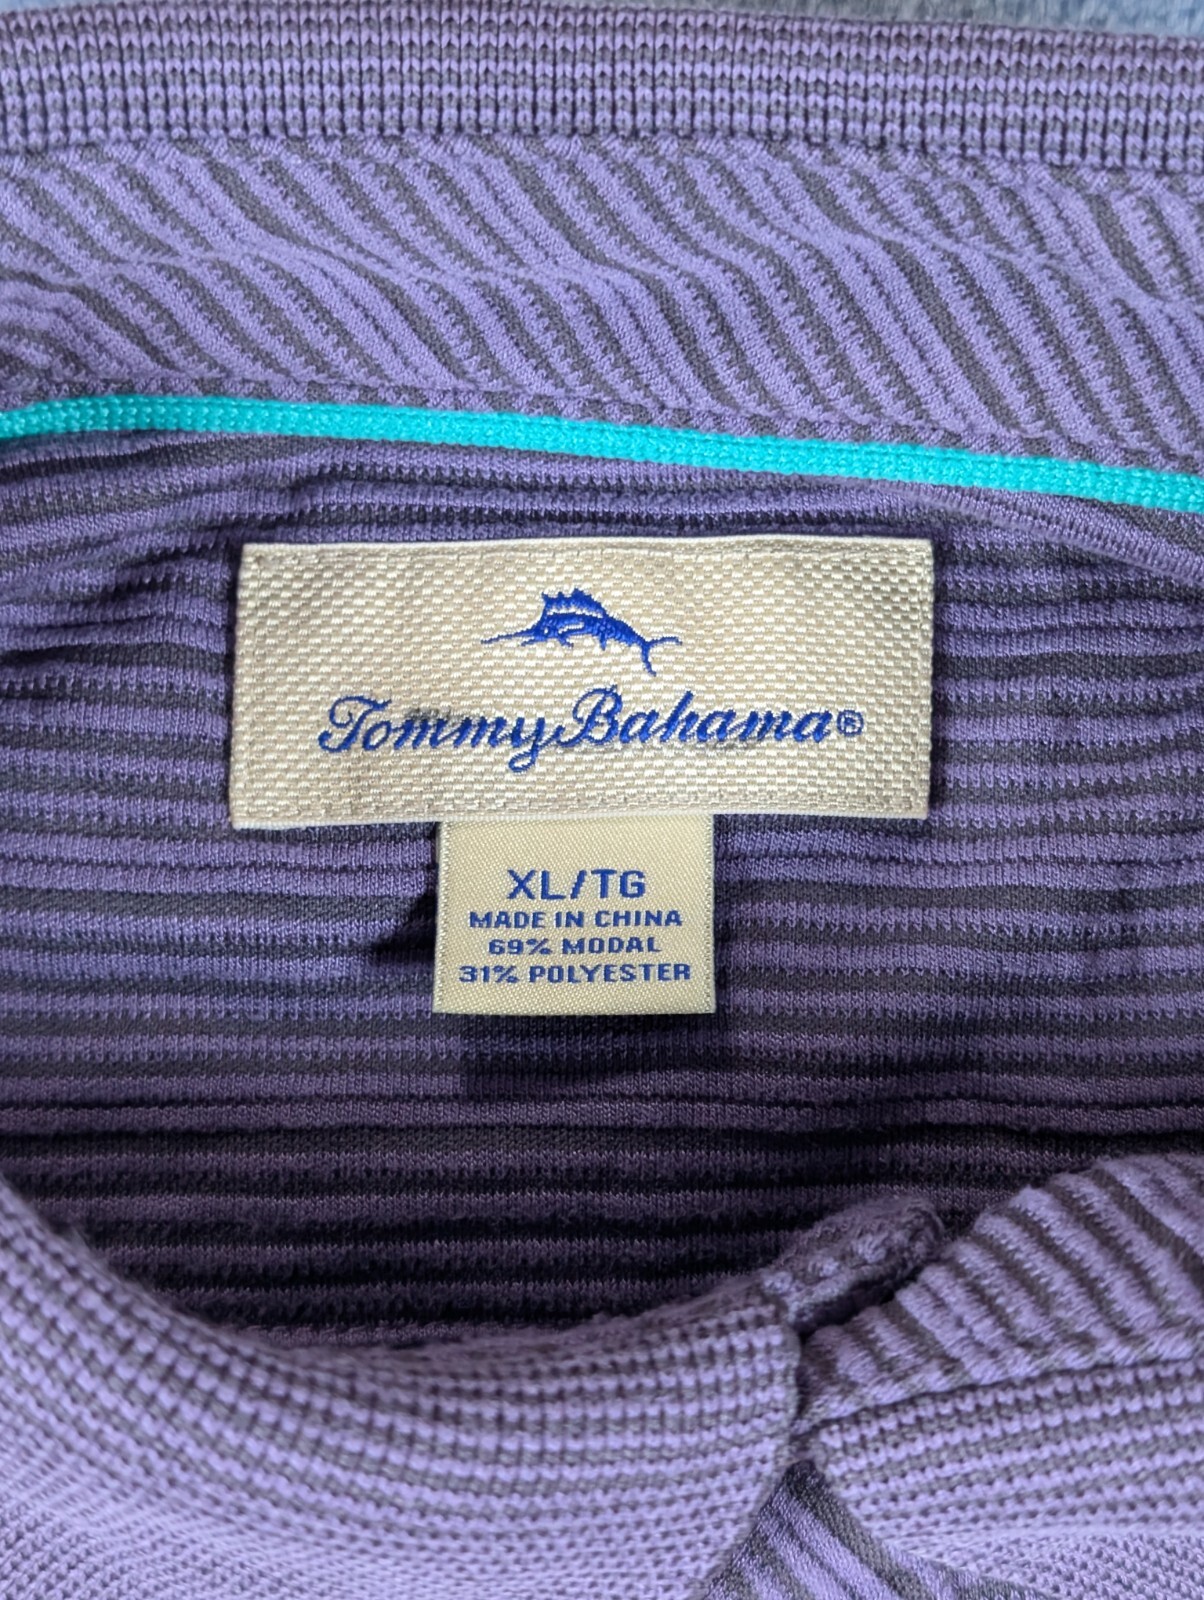 Tommy Bahama®
XL/TG
MADE IN CHINA
69% MODAL
31% POLYESTER